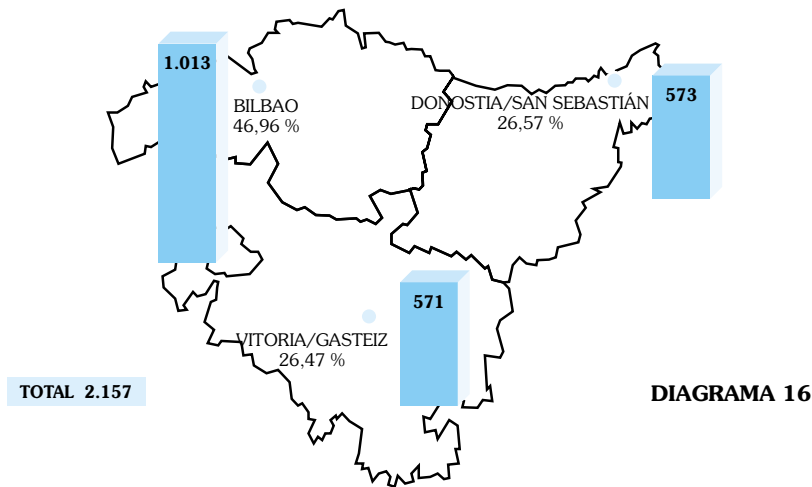 1.013
BILBAO
46,96 %
DONOSTIA/SAN SEBASTIÁN
26,57 %
573
571
VITORIA/GASTEIZ
26,47 %
TOTAL 2.157
DIAGRAMA 16